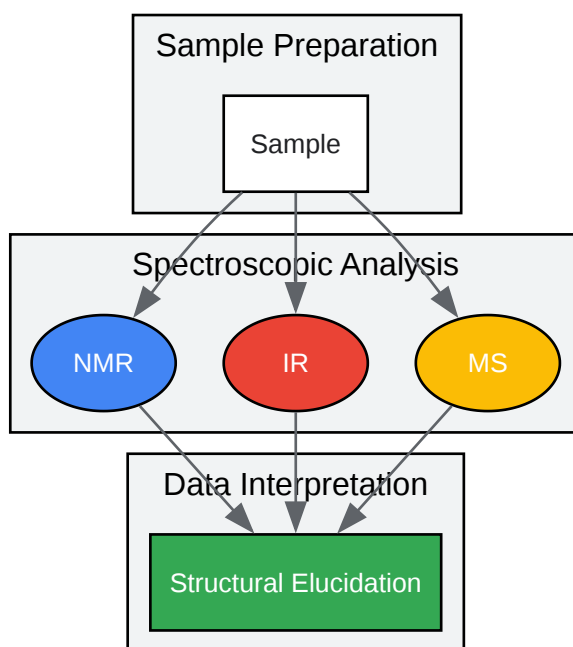 Sample Preparation
Sample
Spectroscopic Analysis
NMR
IR
MS
Data Interpretation
Structural Elucidation